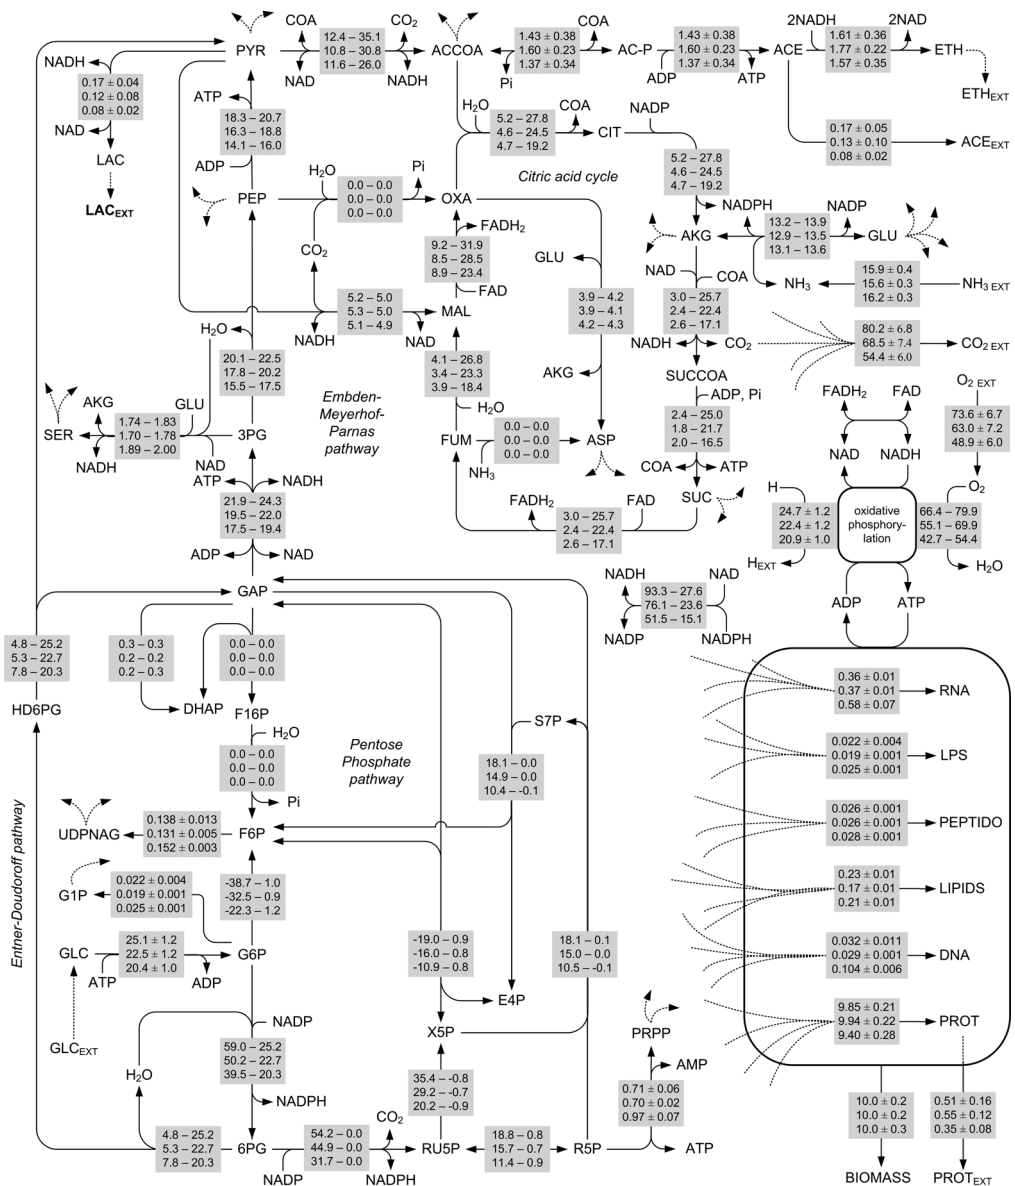 COA
CO₂
COA
2NADH
2NAD
PYR
12.4 – 35.1
10.8 – 30.8
11.6 – 26.0
ACCOA
1.43 ± 0.38
1.60 ± 0.23
1.37 ± 0.34
AC-P
1.43 ± 0.38
1.60 ± 0.23
1.37 ± 0.34
ACE
1.61 ± 0.36
1.77 ± 0.22
1.57 ± 0.35
ETH
NAD
NADH
Pi
ADP
ATP
ETH_EXT
NADH
0.17 ± 0.04
0.12 ± 0.08
0.08 ± 0.02
NAD
LAC
LAC_EXT
ATP
18.3 – 20.7
16.3 – 18.8
14.1 – 16.0
ADP
H₂O
5.2 – 27.8
4.6 – 24.5
4.7 – 19.2
COA
CIT
NADP
0.17 ± 0.05
0.13 ± 0.10
0.08 ± 0.02
ACE_EXT
Citric acid cycle
5.2 – 27.8
4.6 – 24.5
4.7 – 19.2
PEP
H₂O
0.0 – 0.0
0.0 – 0.0
0.0 – 0.0
Pi
OXA
NADPH
NADP
AKG
13.2 – 13.9
12.9 – 13.5
13.1 – 13.6
GLU
CO₂
9.2 – 31.9
8.5 – 28.5
8.9 – 23.4
FADH₂
FAD
GLU
NAD
COA
NH₃
15.9 ± 0.4
15.6 ± 0.3
16.2 ± 0.3
NH₃ EXT
5.2 – 5.0
5.3 – 5.0
5.1 – 4.9
MAL
3.9 – 4.2
3.9 – 4.1
4.2 – 4.3
3.0 – 25.7
2.4 – 22.4
2.6 – 17.1
NADH
NAD
H₂O
NADH
CO₂
80.2 ± 6.8
68.5 ± 7.4
54.4 ± 6.0
CO₂ EXT
20.1 – 22.5
17.8 – 20.2
15.5 – 17.5
4.1 – 26.8
3.4 – 23.3
3.9 – 18.4
AKG
SUCCOA
Embden-
Meyerhof-
Parnas
pathway
H₂O
ADP, Pi
FADH₂
FAD
O₂ EXT
SER
AKG
1.74 – 1.83
1.70 – 1.78
1.89 – 2.00
GLU
NADH
NAD
3PG
FUM
0.0 – 0.0
0.0 – 0.0
0.0 – 0.0
NH₃
ASP
2.4 – 25.0
1.8 – 21.7
2.0 – 16.5
73.6 ± 6.7
63.0 ± 7.2
48.9 ± 6.0
NAD
NADH
ATP
NADH
COA
ATP
21.9 – 24.3
19.5 – 22.0
17.5 – 19.4
FADH₂
3.0 – 25.7
2.4 – 22.4
2.6 – 17.1
FAD
SUC
H
24.7 ± 1.2
22.4 ± 1.2
20.9 ± 1.0
H_EXT
oxidative
phosphory-
lation
O₂
66.4 – 79.9
55.1 – 69.9
42.7 – 54.4
H₂O
ADP
NAD
GAP
NADH
93.3 – 27.6
76.1 – 23.6
51.5 – 15.1
NAD
NADP
NADPH
ADP
ATP
4.8 – 25.2
5.3 – 22.7
7.8 – 20.3
0.3 – 0.3
0.2 – 0.2
0.2 – 0.3
0.0 – 0.0
0.0 – 0.0
0.0 – 0.0
HD6PG
DHAP
F16P
S7P
0.36 ± 0.01
0.37 ± 0.01
0.58 ± 0.07
RNA
H₂O
0.0 – 0.0
0.0 – 0.0
0.0 – 0.0
Pi
Pentose
Phosphate
pathway
18.1 – 0.0
14.9 – 0.0
10.4 – -0.1
0.022 ± 0.004
0.019 ± 0.001
0.025 ± 0.001
LPS
UDPNAG
0.138 ± 0.013
0.131 ± 0.005
0.152 ± 0.003
F6P
0.026 ± 0.001
0.026 ± 0.001
0.028 ± 0.001
PEPTIDO
Entner-Doudoroff pathway
G1P
0.022 ± 0.004
0.019 ± 0.001
0.025 ± 0.001
-38.7 – 1.0
-32.5 – 0.9
-22.3 – 1.2
0.23 ± 0.01
0.17 ± 0.01
0.21 ± 0.01
LIPIDS
GLC
25.1 ± 1.2
22.5 ± 1.2
20.4 ± 1.0
ATP
ADP
G6P
-19.0 – 0.9
-16.0 – 0.8
-10.9 – 0.8
18.1 – 0.1
15.0 – 0.0
10.5 – -0.1
0.032 ± 0.011
0.029 ± 0.001
0.104 ± 0.006
DNA
E4P
NADP
X5P
PRPP
9.85 ± 0.21
9.94 ± 0.22
9.40 ± 0.28
PROT
GLC_EXT
H₂O
59.0 – 25.2
50.2 – 22.7
39.5 – 20.3
NADPH
35.4 – -0.8
29.2 – -0.7
20.2 – -0.9
AMP
0.71 ± 0.06
0.70 ± 0.02
0.97 ± 0.07
10.0 ± 0.2
10.0 ± 0.2
10.0 ± 0.3
0.51 ± 0.16
0.55 ± 0.12
0.35 ± 0.08
4.8 – 25.2
5.3 – 22.7
7.8 – 20.3
6PG
54.2 – 0.0
44.9 – 0.0
31.7 – 0.0
CO₂
NADP
NADPH
RU5P
18.8 – 0.8
15.7 – 0.7
11.4 – 0.9
R5P
ATP
BIOMASS
PROT_EXT